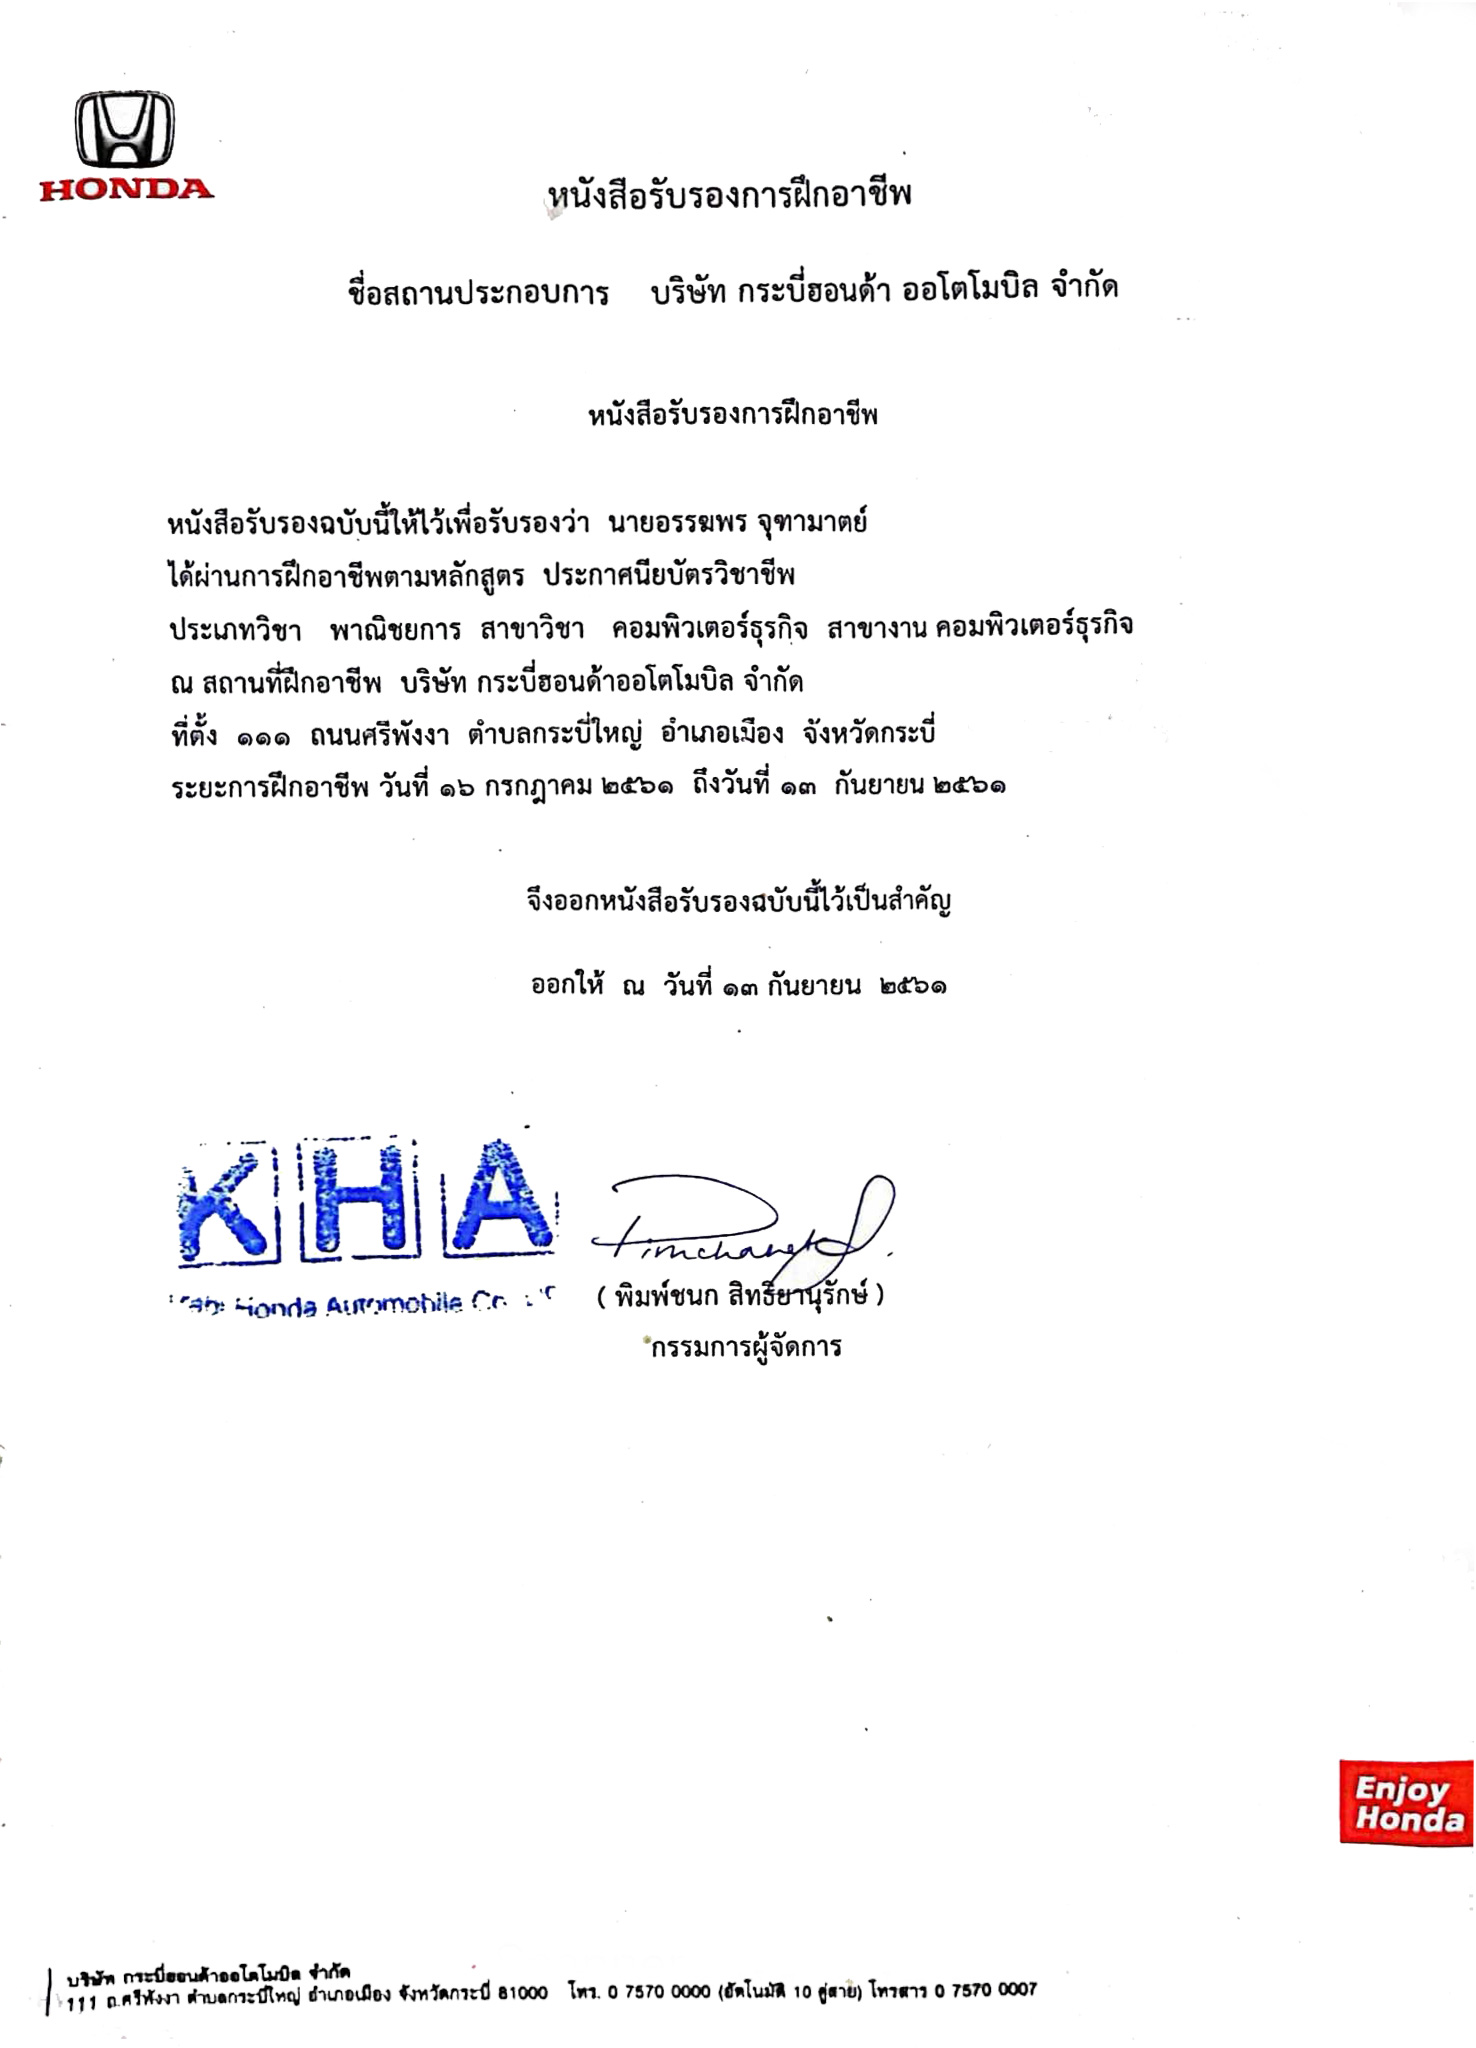 HONDA
หนังสือรับรองการฝึกอาชีพ
ชื่อสถานประกอบการ บริษัท กระบี่ฮอนด้า ออโตโมบิล จำกัด
หนังสือรับรองการฝึกอาชีพ
หนังสือรับรองฉบับนี้ให้ไว้เพื่อรับรองว่า นายอรรฆพร จุฑามาตย์
ได้ผ่านการฝึกอาชีพตามหลักสูตร ประกาศนียบัตรวิชาชีพ
ประเภทวิชา พาณิชยการ สาขาวิชา คอมพิวเตอร์ธุรกิจ สาขางาน คอมพิวเตอร์ธุรกิจ
ณ สถานที่ฝึกอาชีพ บริษัท กระบี่ฮอนด้าออโตโมบิล จำกัด
ที่ตั้ง ๑๑๑ ถนนศรีพังงา ตำบลกระบี่ใหญ่ อำเภอเมือง จังหวัดกระบี่
ระยะการฝึกอาชีพ วันที่ ๑๖ กรกฎาคม ๒๕๖๑ ถึงวันที่ ๑๓ กันยายน ๒๕๖๑
จึงออกหนังสือรับรองฉบับนี้ไว้เป็นสำคัญ
ออกให้ ณ วันที่ ๑๓ กันยายน ๒๕๖๑
KHA
Honda Automobile Co
( พิมพ์ชนก สิทธิยานุรักษ์ )
กรรมการผู้จัดการ
Enjoy
Honda
บริษัท กระบี่ฮอนด้าออโตโมบิล จำกัด
111 ถ.ศรีพังงา ตำบลกระบี่ใหญ่ อำเภอเมือง จังหวัดกระบี่ 81000 โทร. 0 7570 0000 (อัตโนมัติ 10 คู่สาย) โทรสาร 0 7570 0007